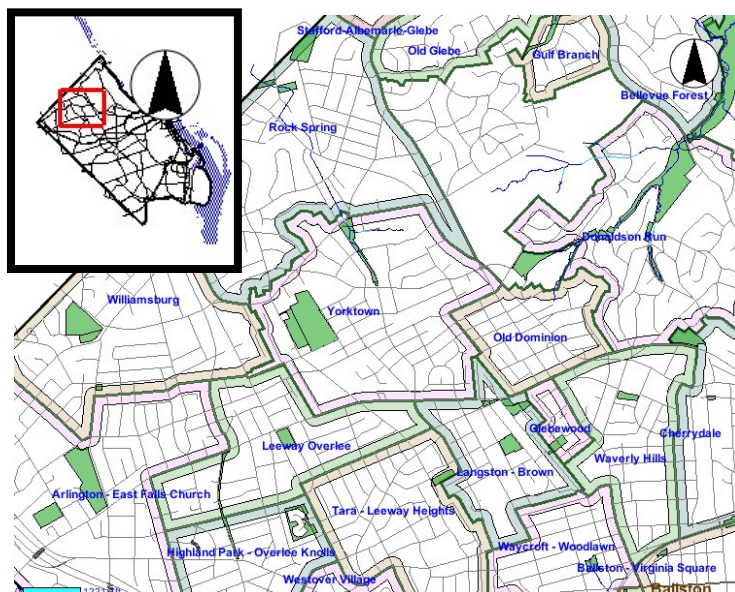 Stafford-Albemarle-Glebe
Old Glebe
Gulf Branch
Bellevue Forest
Rock Spring
Donaldson Run
Williamsburg
Yorktown
Old Dominion
Glebewood
Cherrydale
Leeway Overlee
Waverly Hills
Langston - Brown
Arlington - East Falls Church
Tara - Leeway Heights
Highland Park - Overlee Knolls
Waycroft - Woodlawn
Ballston - Virginia Square
Westover Village
Ballston